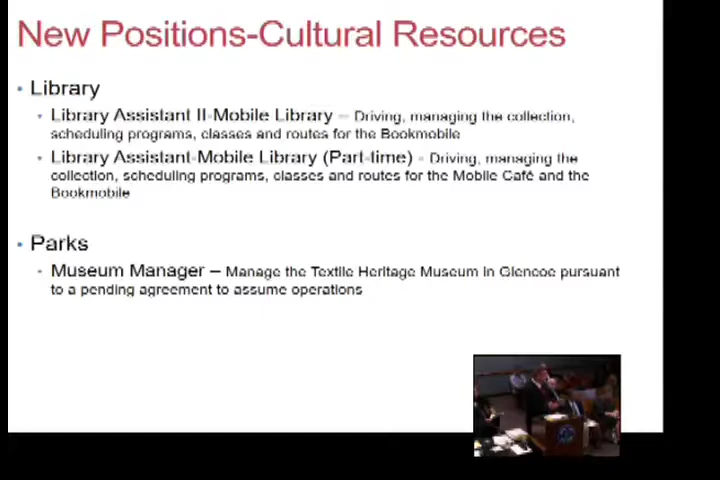 New Positions-Cultural Resources
• Library
• Library Assistant II-Mobile Library – Driving, managing the collection,
scheduling programs, classes and routes for the Bookmobile
• Library Assistant-Mobile Library (Part-time) - Driving, managing the
collection, scheduling programs, classes and routes for the Mobile Café and the
Bookmobile
• Parks
• Museum Manager – Manage the Textile Heritage Museum in Glencoe pursuant
to a pending agreement to assume operations